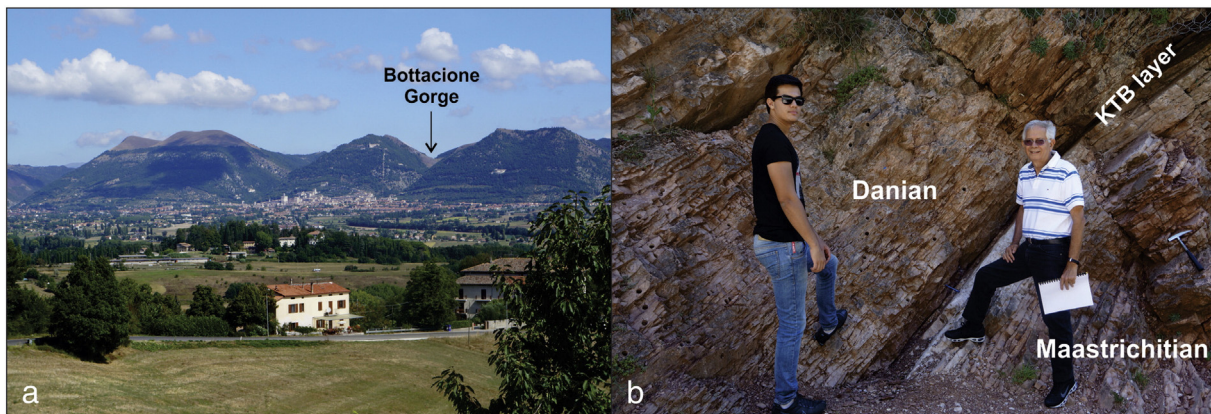 Bottacione
Gorge
a
KTB layer
Danian
Maastrichitian
b